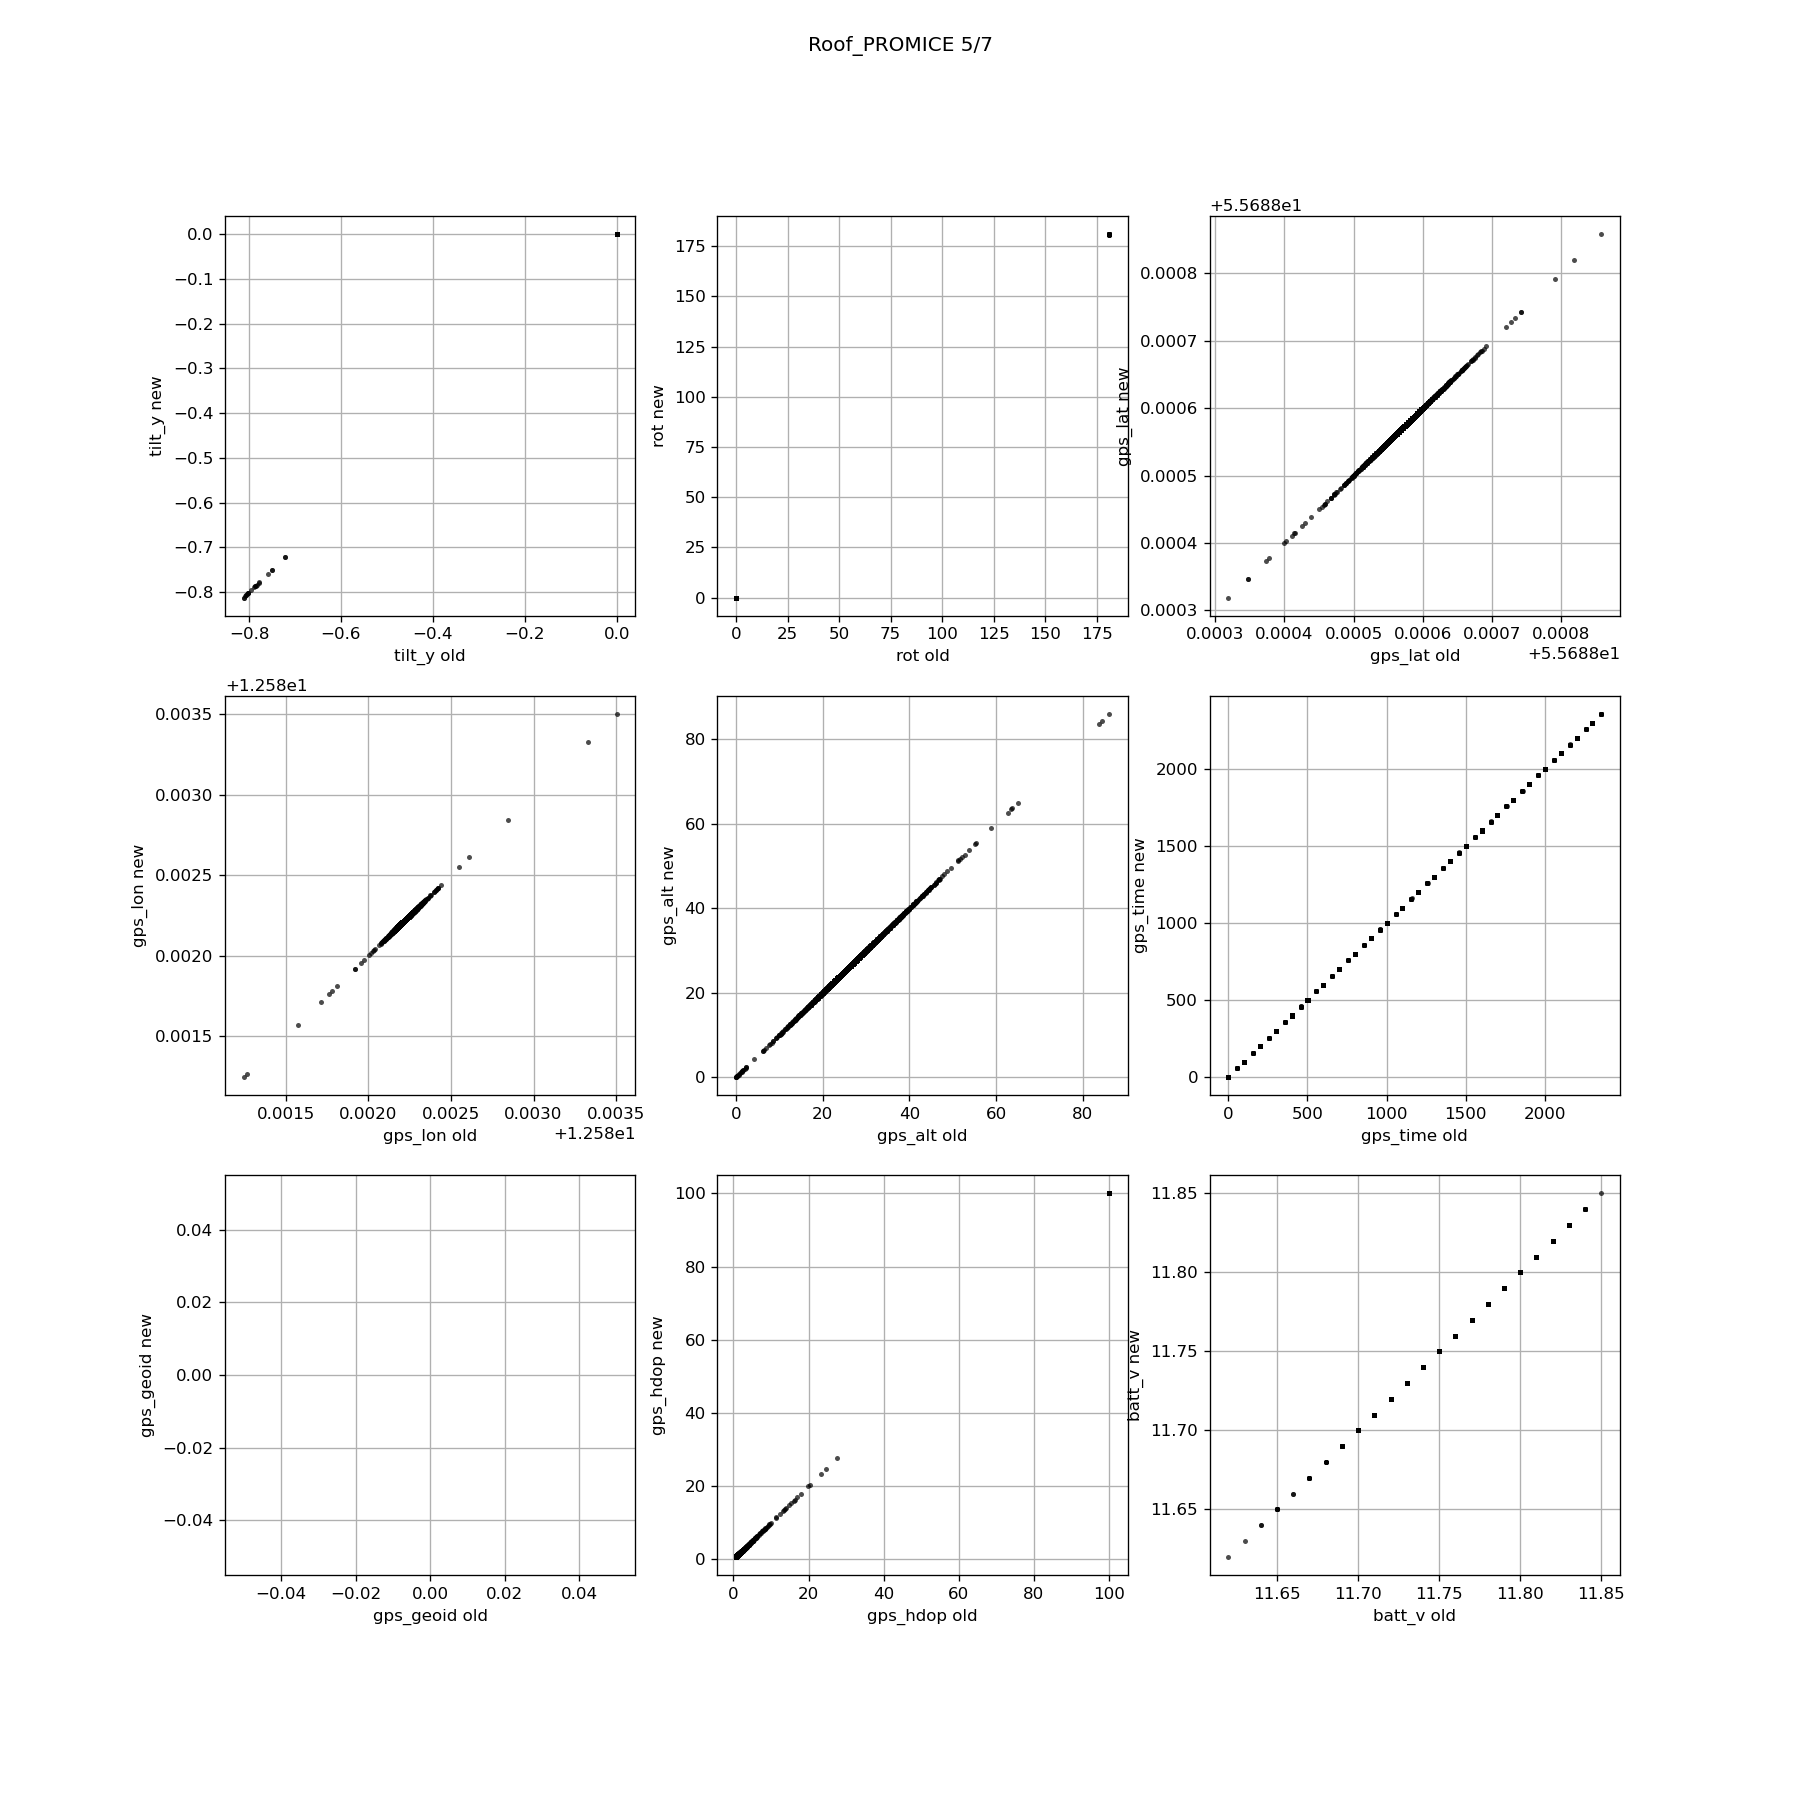 Roof_PROMICE 5/7
tilt_y new
0.0
−0.1
−0.2
−0.3
−0.4
−0.5
−0.6
−0.7
−0.8
−0.8 −0.6 −0.4 −0.2 0.0
tilt_y old
rot new
175
150
125
100
75
50
25
0
0 25 50 75 100 125 150 175
rot old
+5.5688e1
gps_lat new
0.0008
0.0007
0.0006
0.0005
0.0004
0.0003
0.0003 0.0004 0.0005 0.0006 0.0007 0.0008
gps_lat old
+5.5688e1
+1.258e1
gps_lon new
0.0035
0.0030
0.0025
0.0020
0.0015
0.0015 0.0020 0.0025 0.0030 0.0035
gps_lon old
+1.258e1
gps_alt new
80
60
40
20
0
0 20 40 60 80
gps_alt old
gps_time new
2000
1500
1000
500
0
0 500 1000 1500 2000
gps_time old
gps_geoid new
0.04
0.02
0.00
−0.02
−0.04
−0.04 −0.02 0.00 0.02 0.04
gps_geoid old
gps_hdop new
100
80
60
40
20
0
0 20 40 60 80 100
gps_hdop old
batt_v new
11.85
11.80
11.75
11.70
11.65
11.65 11.70 11.75 11.80 11.85
batt_v old